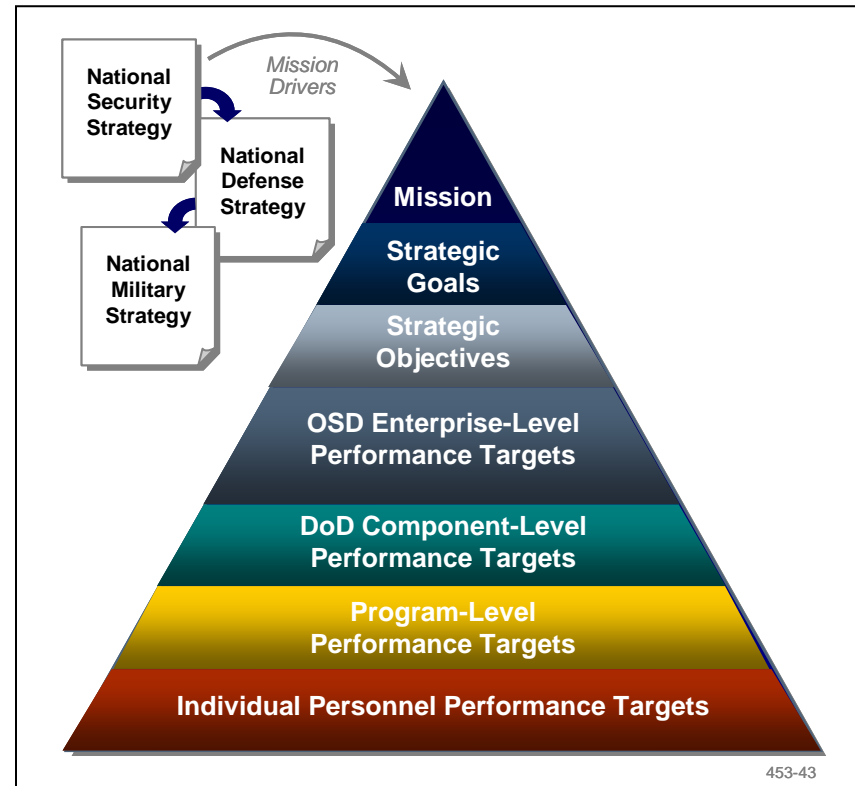 National
Security
Strategy
Mission
Drivers
National
Defense
Strategy
National
Military
Strategy
Mission
Strategic
Goals
Strategic
Objectives
OSD Enterprise-Level
Performance Targets
DoD Component-Level
Performance Targets
Program-Level
Performance Targets
Individual Personnel Performance Targets
453-43